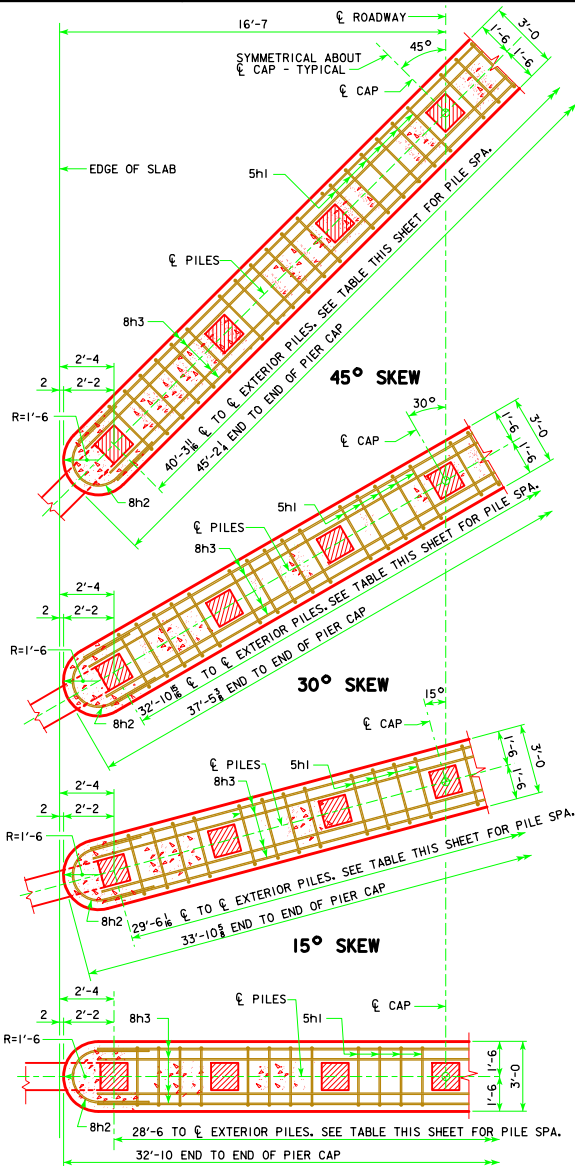 16'-7
℄ ROADWAY
3'-0
1'-6
1'-6
45°
SYMMETRICAL ABOUT
℄ CAP - TYPICAL
℄ CAP
EDGE OF SLAB
5h1
℄ PILES
8h3
2'-4
2
2'-2
R=1'-6
8h2
40'-3 11/16 ℄ TO ℄ EXTERIOR PILES. SEE TABLE THIS SHEET FOR PILE SPA.
45'-2 1/4 END TO END OF PIER CAP
45° SKEW
30°
℄ CAP
3'-0
1'-6
1'-6
5h1
℄ PILES
8h3
2'-4
2
2'-2
R=1'-6
8h2
32'-10 15/16 ℄ TO ℄ EXTERIOR PILES. SEE TABLE THIS SHEET FOR PILE SPA.
37'-5 3/8 END TO END OF PIER CAP
30° SKEW
15°
℄ CAP
3'-0
1'-6
1'-6
℄ PILES
5h1
8h3
2'-4
2
2'-2
R=1'-6
8h2
29'-6 1/16 ℄ TO ℄ EXTERIOR PILES. SEE TABLE THIS SHEET FOR PILE SPA.
33'-10 5/8 END TO END OF PIER CAP
15° SKEW
2'-4
2
2'-2
8h3
℄ PILES
℄ CAP
5h1
R=1'-6
1'-6
1'-6
3'-0
8h2
28'-6 TO ℄ EXTERIOR PILES. SEE TABLE THIS SHEET FOR PILE SPA.
32'-10 END TO END OF PIER CAP